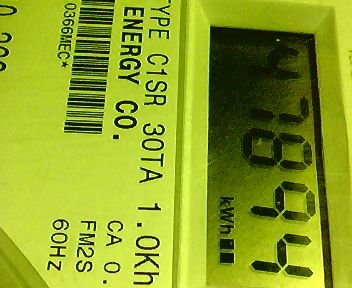 47894
kWh
TYPE C1SR 30TA 1.0Kh
ENERGY CO.
CA 0.
FM2S
60Hz
0366MEC*